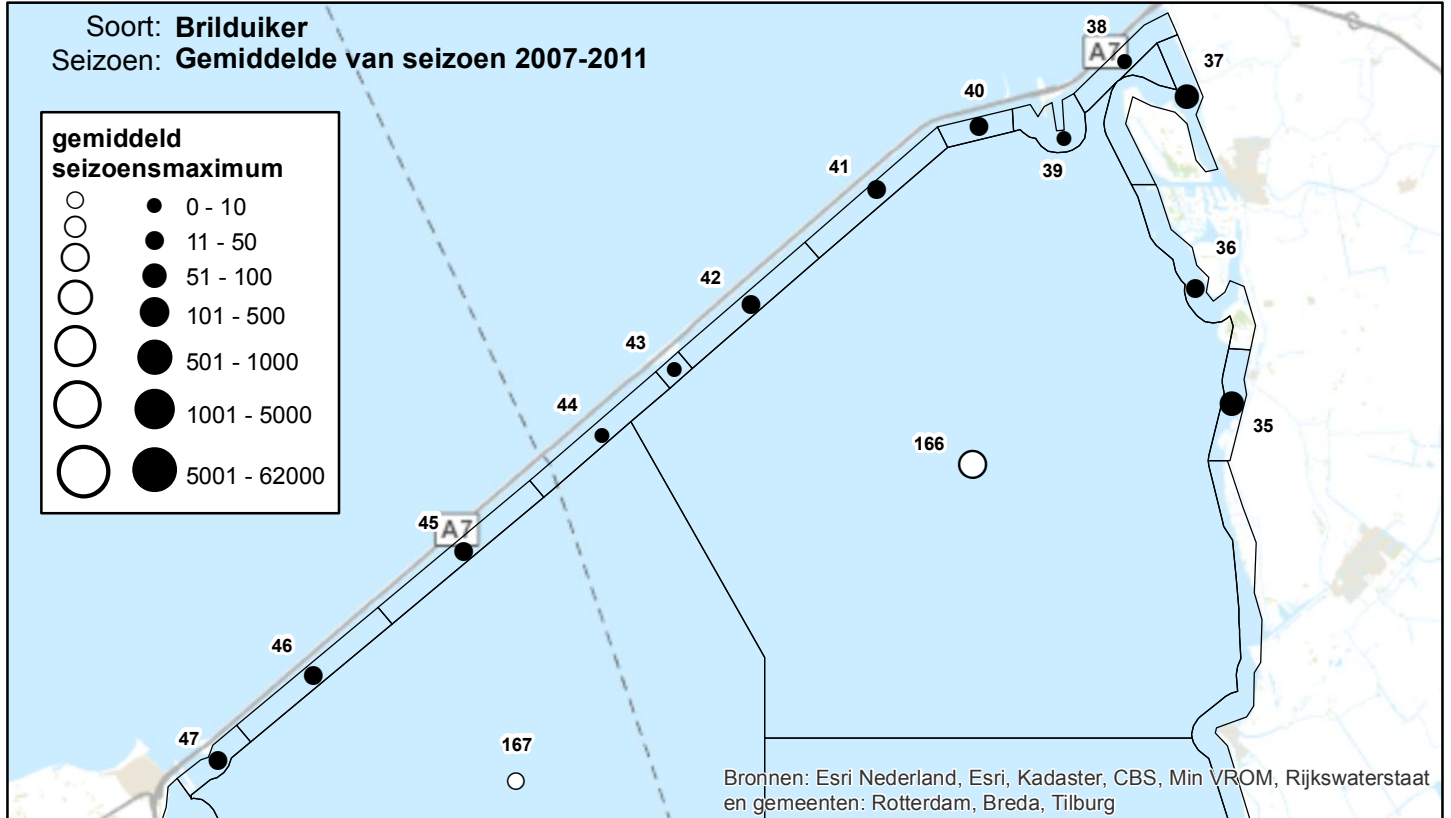 Soort: Brilduiker
Seizoen: Gemiddelde van seizoen 2007-2011
gemiddeld
seizoensmaximum
0 - 10
11 - 50
51 - 100
101 - 500
501 - 1000
1001 - 5000
5001 - 62000
38
A7
37
40
39
41
36
42
43
35
44
166
45
A7
46
47
167
Bronnen: Esri Nederland, Esri, Kadaster, CBS, Min VROM, Rijkswaterstaat
en gemeenten: Rotterdam, Breda, Tilburg